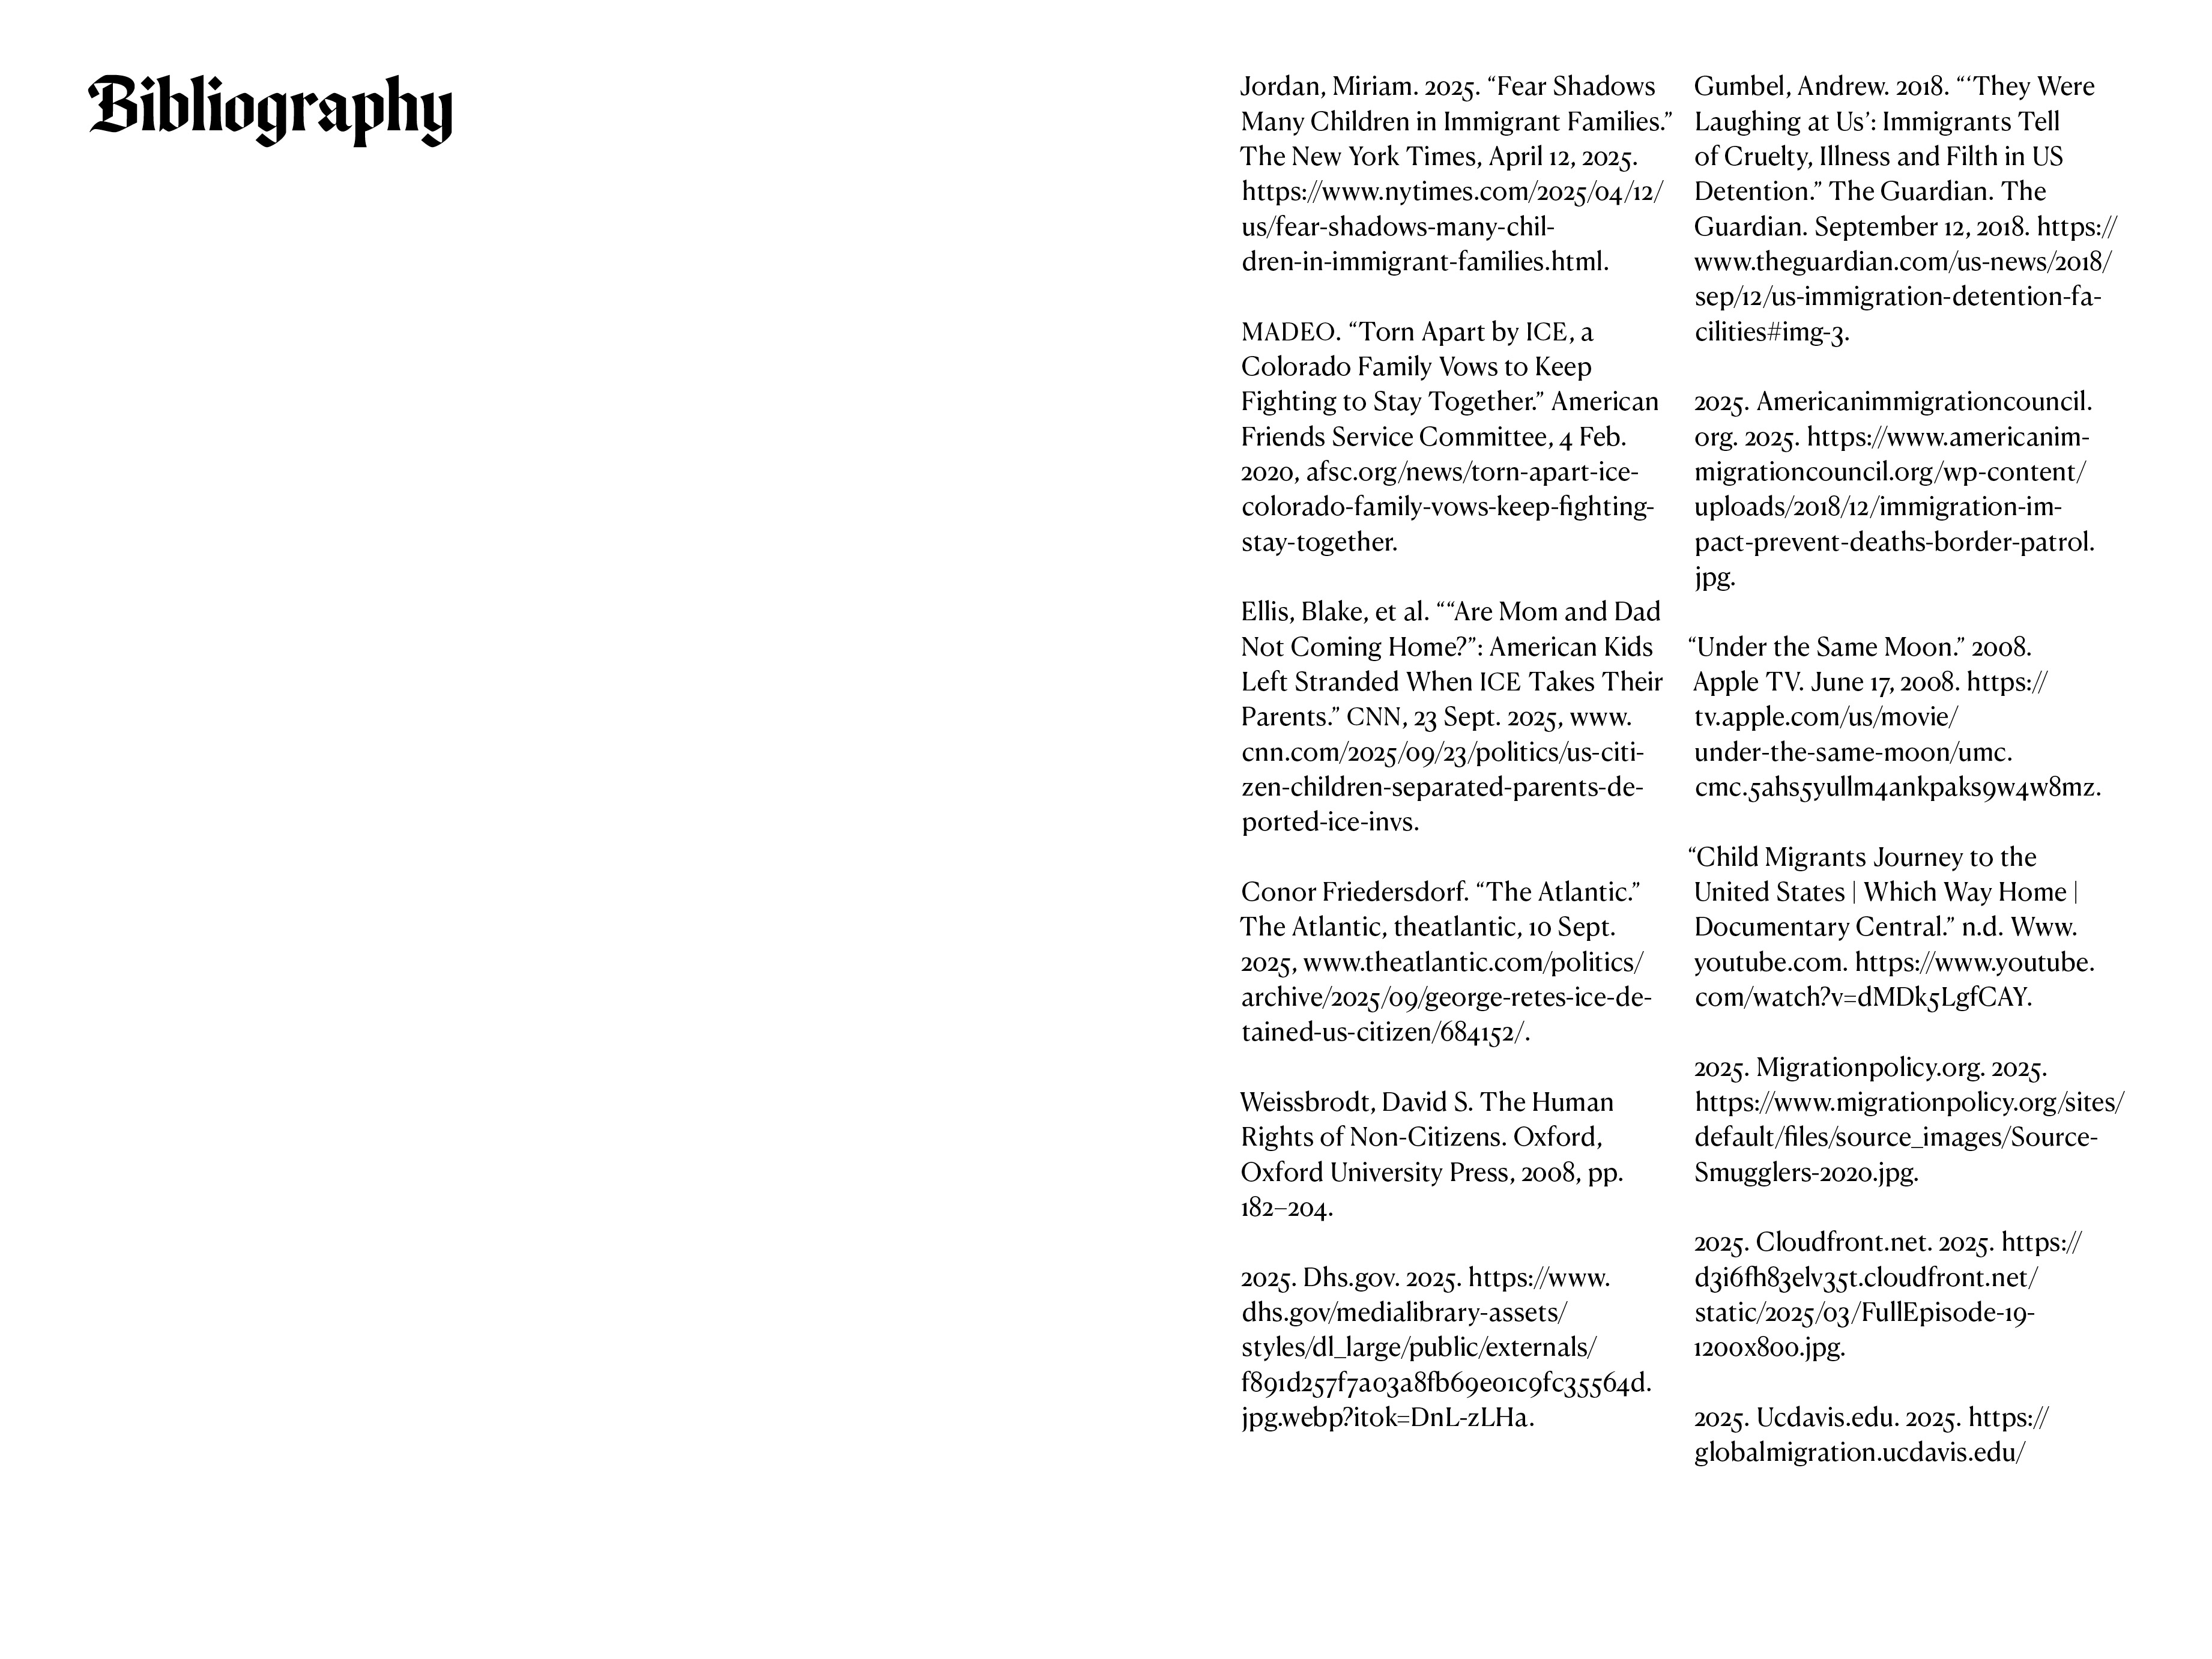 Bibliography
Jordan, Miriam. 2025. “Fear Shadows
Many Children in Immigrant Families.”
The New York Times, April 12, 2025.
https://www.nytimes.com/2025/04/12/
us/fear-shadows-many-chil-
dren-in-immigrant-families.html.
MADEO. “Torn Apart by ICE, a
Colorado Family Vows to Keep
Fighting to Stay Together.” American
Friends Service Committee, 4 Feb.
2020, afsc.org/news/torn-apart-ice-
colorado-family-vows-keep-fighting-
stay-together.
Ellis, Blake, et al. ““Are Mom and Dad
Not Coming Home?”: American Kids
Left Stranded When ICE Takes Their
Parents.” CNN, 23 Sept. 2025, www.
cnn.com/2025/09/23/politics/us-citi-
zen-children-separated-parents-de-
ported-ice-invs.
Conor Friedersdorf. “The Atlantic.”
The Atlantic, theatlantic, 10 Sept.
2025, www.theatlantic.com/politics/
archive/2025/09/george-retes-ice-de-
tained-us-citizen/684152/.
Weissbrodt, David S. The Human
Rights of Non-Citizens. Oxford,
Oxford University Press, 2008, pp.
182–204.
2025. Dhs.gov. 2025. https://www.
dhs.gov/medialibrary-assets/
styles/dl_large/public/externals/
f891d257f7a03a8fb69e01c9fc35564d.
jpg.webp?itok=DnL-zLHa.
Gumbel, Andrew. 2018. “‘They Were
Laughing at Us’: Immigrants Tell
of Cruelty, Illness and Filth in US
Detention.” The Guardian. The
Guardian. September 12, 2018. https://
www.theguardian.com/us-news/2018/
sep/12/us-immigration-detention-fa-
cilities#img-3.
2025. Americanimmigrationcouncil.
org. 2025. https://www.americanim-
migrationcouncil.org/wp-content/
uploads/2018/12/immigration-im-
pact-prevent-deaths-border-patrol.
jpg.
“Under the Same Moon.” 2008.
Apple TV. June 17, 2008. https://
tv.apple.com/us/movie/
under-the-same-moon/umc.
cmc.5ahs5yullm4ankpaks9w4w8mz.
“Child Migrants Journey to the
United States | Which Way Home |
Documentary Central.” n.d. Www.
youtube.com. https://www.youtube.
com/watch?v=dMDk5LgfCAY.
2025. Migrationpolicy.org. 2025.
https://www.migrationpolicy.org/sites/
default/files/source_images/Source-
Smugglers-2020.jpg.
2025. Cloudfront.net. 2025. https://
d3i6fh83elv35t.cloudfront.net/
static/2025/03/FullEpisode-19-
1200x800.jpg.
2025. Ucdavis.edu. 2025. https://
globalmigration.ucdavis.edu/